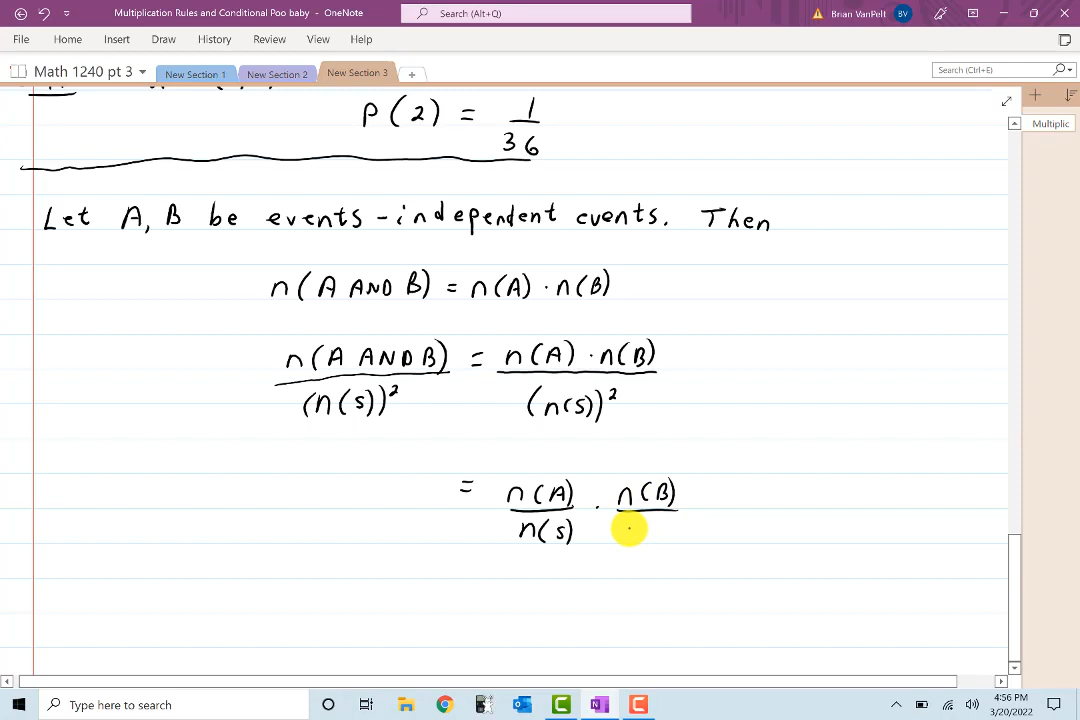 Multiplication Rules and Conditional Poo baby - OneNote
Search (Alt+Q)
Brian VanPelt
BV
File Home Insert Draw History Review View Help
Math 1240 pt 3
New Section 1
New Section 2
New Section 3
Search (Ctrl+E)
Multiplic
P(2) = 1/36
Let A, B be events - independent events. Then
n(A AND B) = n(A) · n(B)
n(A AND B) = n(A) · n(B)
(n(s))² (n(s))²
= n(A) · n(B)
n(s)
Type here to search
4:56 PM
3/20/2022